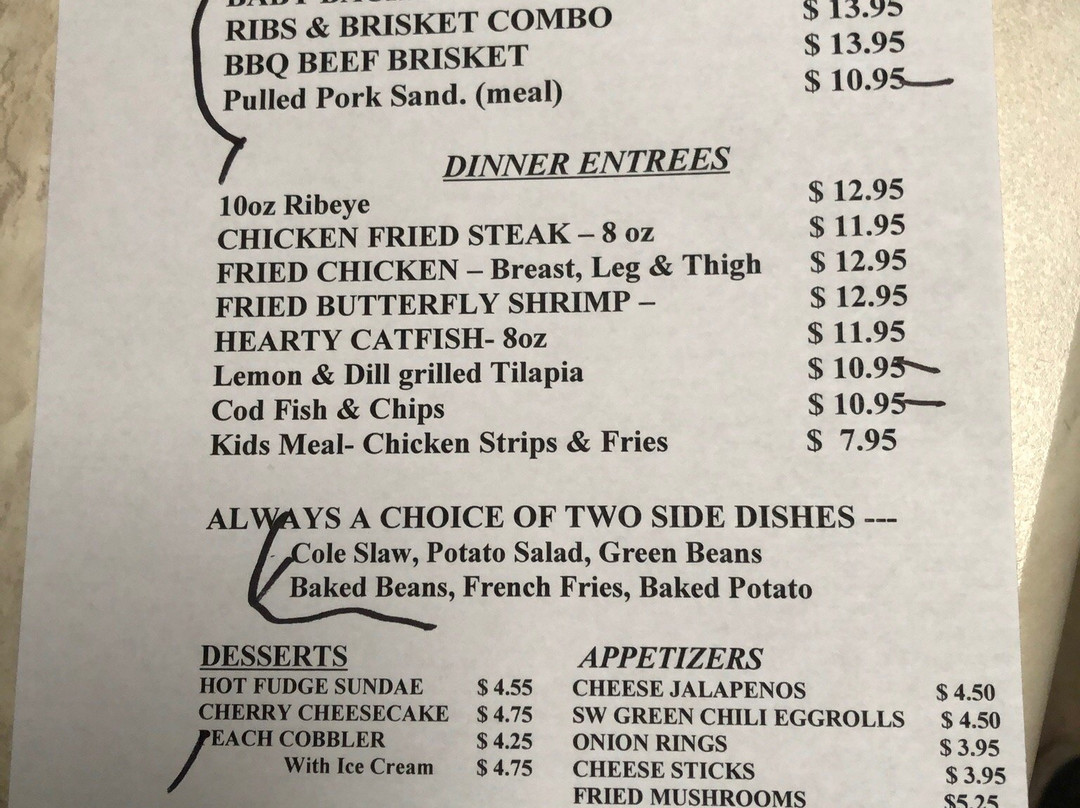 BABY
RIBS & BRISKET COMBO $ 13.95
BBQ BEEF BRISKET $ 13.95
Pulled Pork Sand. (meal) $ 10.95
DINNER ENTREES
10oz Ribeye $ 12.95
CHICKEN FRIED STEAK – 8 oz $ 11.95
FRIED CHICKEN – Breast, Leg & Thigh $ 12.95
FRIED BUTTERFLY SHRIMP – $ 12.95
HEARTY CATFISH- 8oz $ 11.95
Lemon & Dill grilled Tilapia $ 10.95
Cod Fish & Chips $ 10.95
Kids Meal- Chicken Strips & Fries $ 7.95
ALWAYS A CHOICE OF TWO SIDE DISHES ---
Cole Slaw, Potato Salad, Green Beans
Baked Beans, French Fries, Baked Potato
DESSERTS
HOT FUDGE SUNDAE $ 4.55
CHERRY CHEESECAKE $ 4.75
PEACH COBBLER $ 4.25
With Ice Cream $ 4.75
APPETIZERS
CHEESE JALAPENOS $ 4.50
SW GREEN CHILI EGGROLLS $ 4.50
ONION RINGS $ 3.95
CHEESE STICKS $ 3.95
FRIED MUSHROOMS $5.25